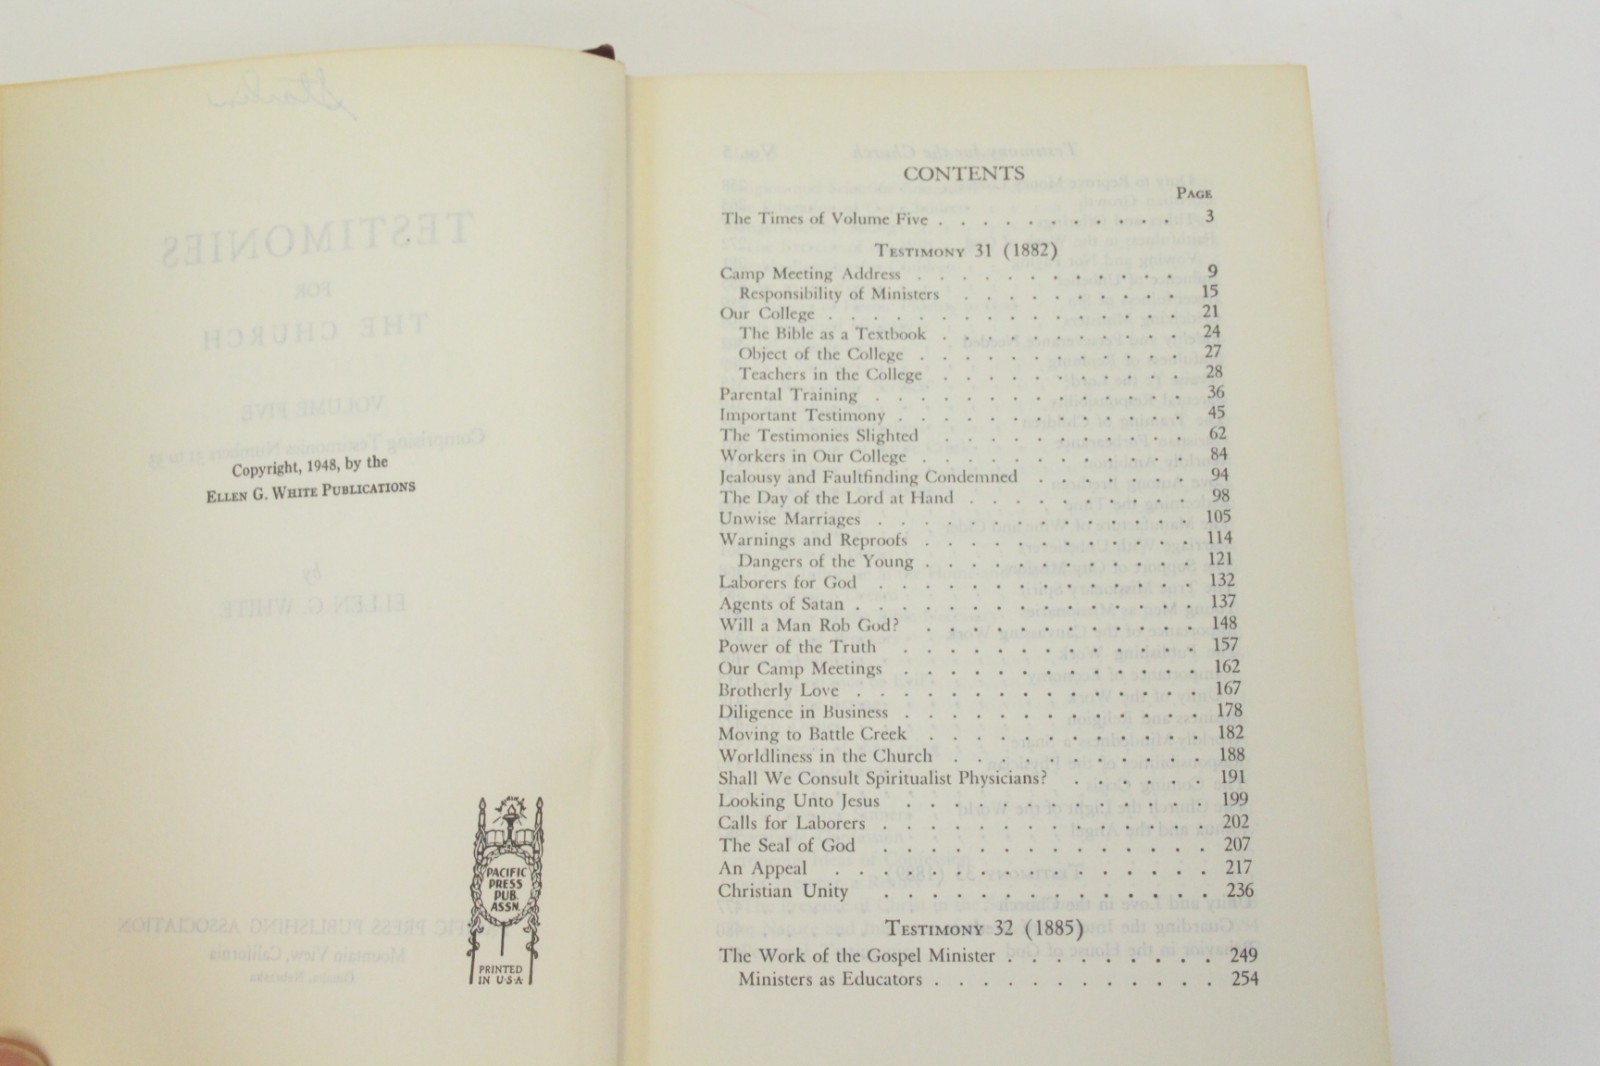 Copyright, 1948, by the
ELLEN G. WHITE PUBLICATIONS
PACIFIC
PRESS
PUB.
ASSN.
PRINTED
IN U·S·A
CONTENTS
PAGE
The Times of Volume Five . . . . . . . . . . . 3
TESTIMONY 31 (1882)
Camp Meeting Address . . . . . . . . . . . . 9
Responsibility of Ministers . . . . . . . . . . 15
Our College . . . . . . . . . . . . . . . . 21
The Bible as a Textbook . . . . . . . . . . . 24
Object of the College . . . . . . . . . . . . 27
Teachers in the College . . . . . . . . . . . 28
Parental Training . . . . . . . . . . . . . . 36
Important Testimony . . . . . . . . . . . . . 45
The Testimonies Slighted . . . . . . . . . . . 62
Workers in Our College . . . . . . . . . . . . 84
Jealousy and Faultfinding Condemned . . . . . . . 94
The Day of the Lord at Hand . . . . . . . . . . 98
Unwise Marriages . . . . . . . . . . . . . . 105
Warnings and Reproofs . . . . . . . . . . . . 114
Dangers of the Young . . . . . . . . . . . . 121
Laborers for God . . . . . . . . . . . . . . 132
Agents of Satan . . . . . . . . . . . . . . . 137
Will a Man Rob God? . . . . . . . . . . . . 148
Power of the Truth . . . . . . . . . . . . . 157
Our Camp Meetings . . . . . . . . . . . . . 162
Brotherly Love . . . . . . . . . . . . . . . 167
Diligence in Business . . . . . . . . . . . . . 178
Moving to Battle Creek . . . . . . . . . . . . 182
Worldliness in the Church . . . . . . . . . . . 188
Shall We Consult Spiritualist Physicians? . . . . . . 191
Looking Unto Jesus . . . . . . . . . . . . . 199
Calls for Laborers . . . . . . . . . . . . . . 202
The Seal of God . . . . . . . . . . . . . . 207
An Appeal . . . . . . . . . . . . . . . . 217
Christian Unity . . . . . . . . . . . . . . . 236
TESTIMONY 32 (1885)
The Work of the Gospel Minister . . . . . . . . . 249
Ministers as Educators . . . . . . . . . . . . 254